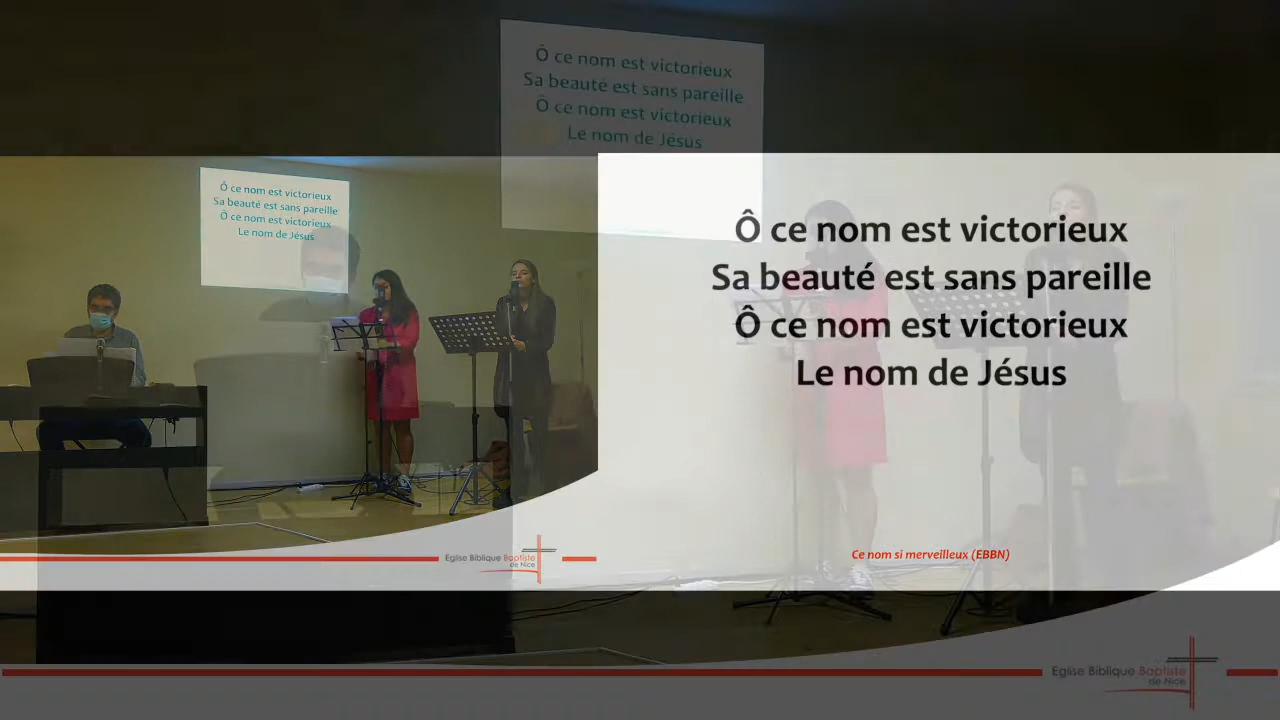 Ô ce nom est victorieux
Sa beauté est sans pareille
Ô ce nom est victorieux
Le nom de Jésus
Ô ce nom est victorieux
Sa beauté est sans pareille
Ô ce nom est victorieux
Le nom de Jésus
Ô ce nom est victorieux
Sa beauté est sans pareille
Ô ce nom est victorieux
Le nom de Jésus
Ce nom si merveilleux (EBBN)
Eglise Biblique Baptiste
de Nice
Eglise Biblique Baptiste
de Nice